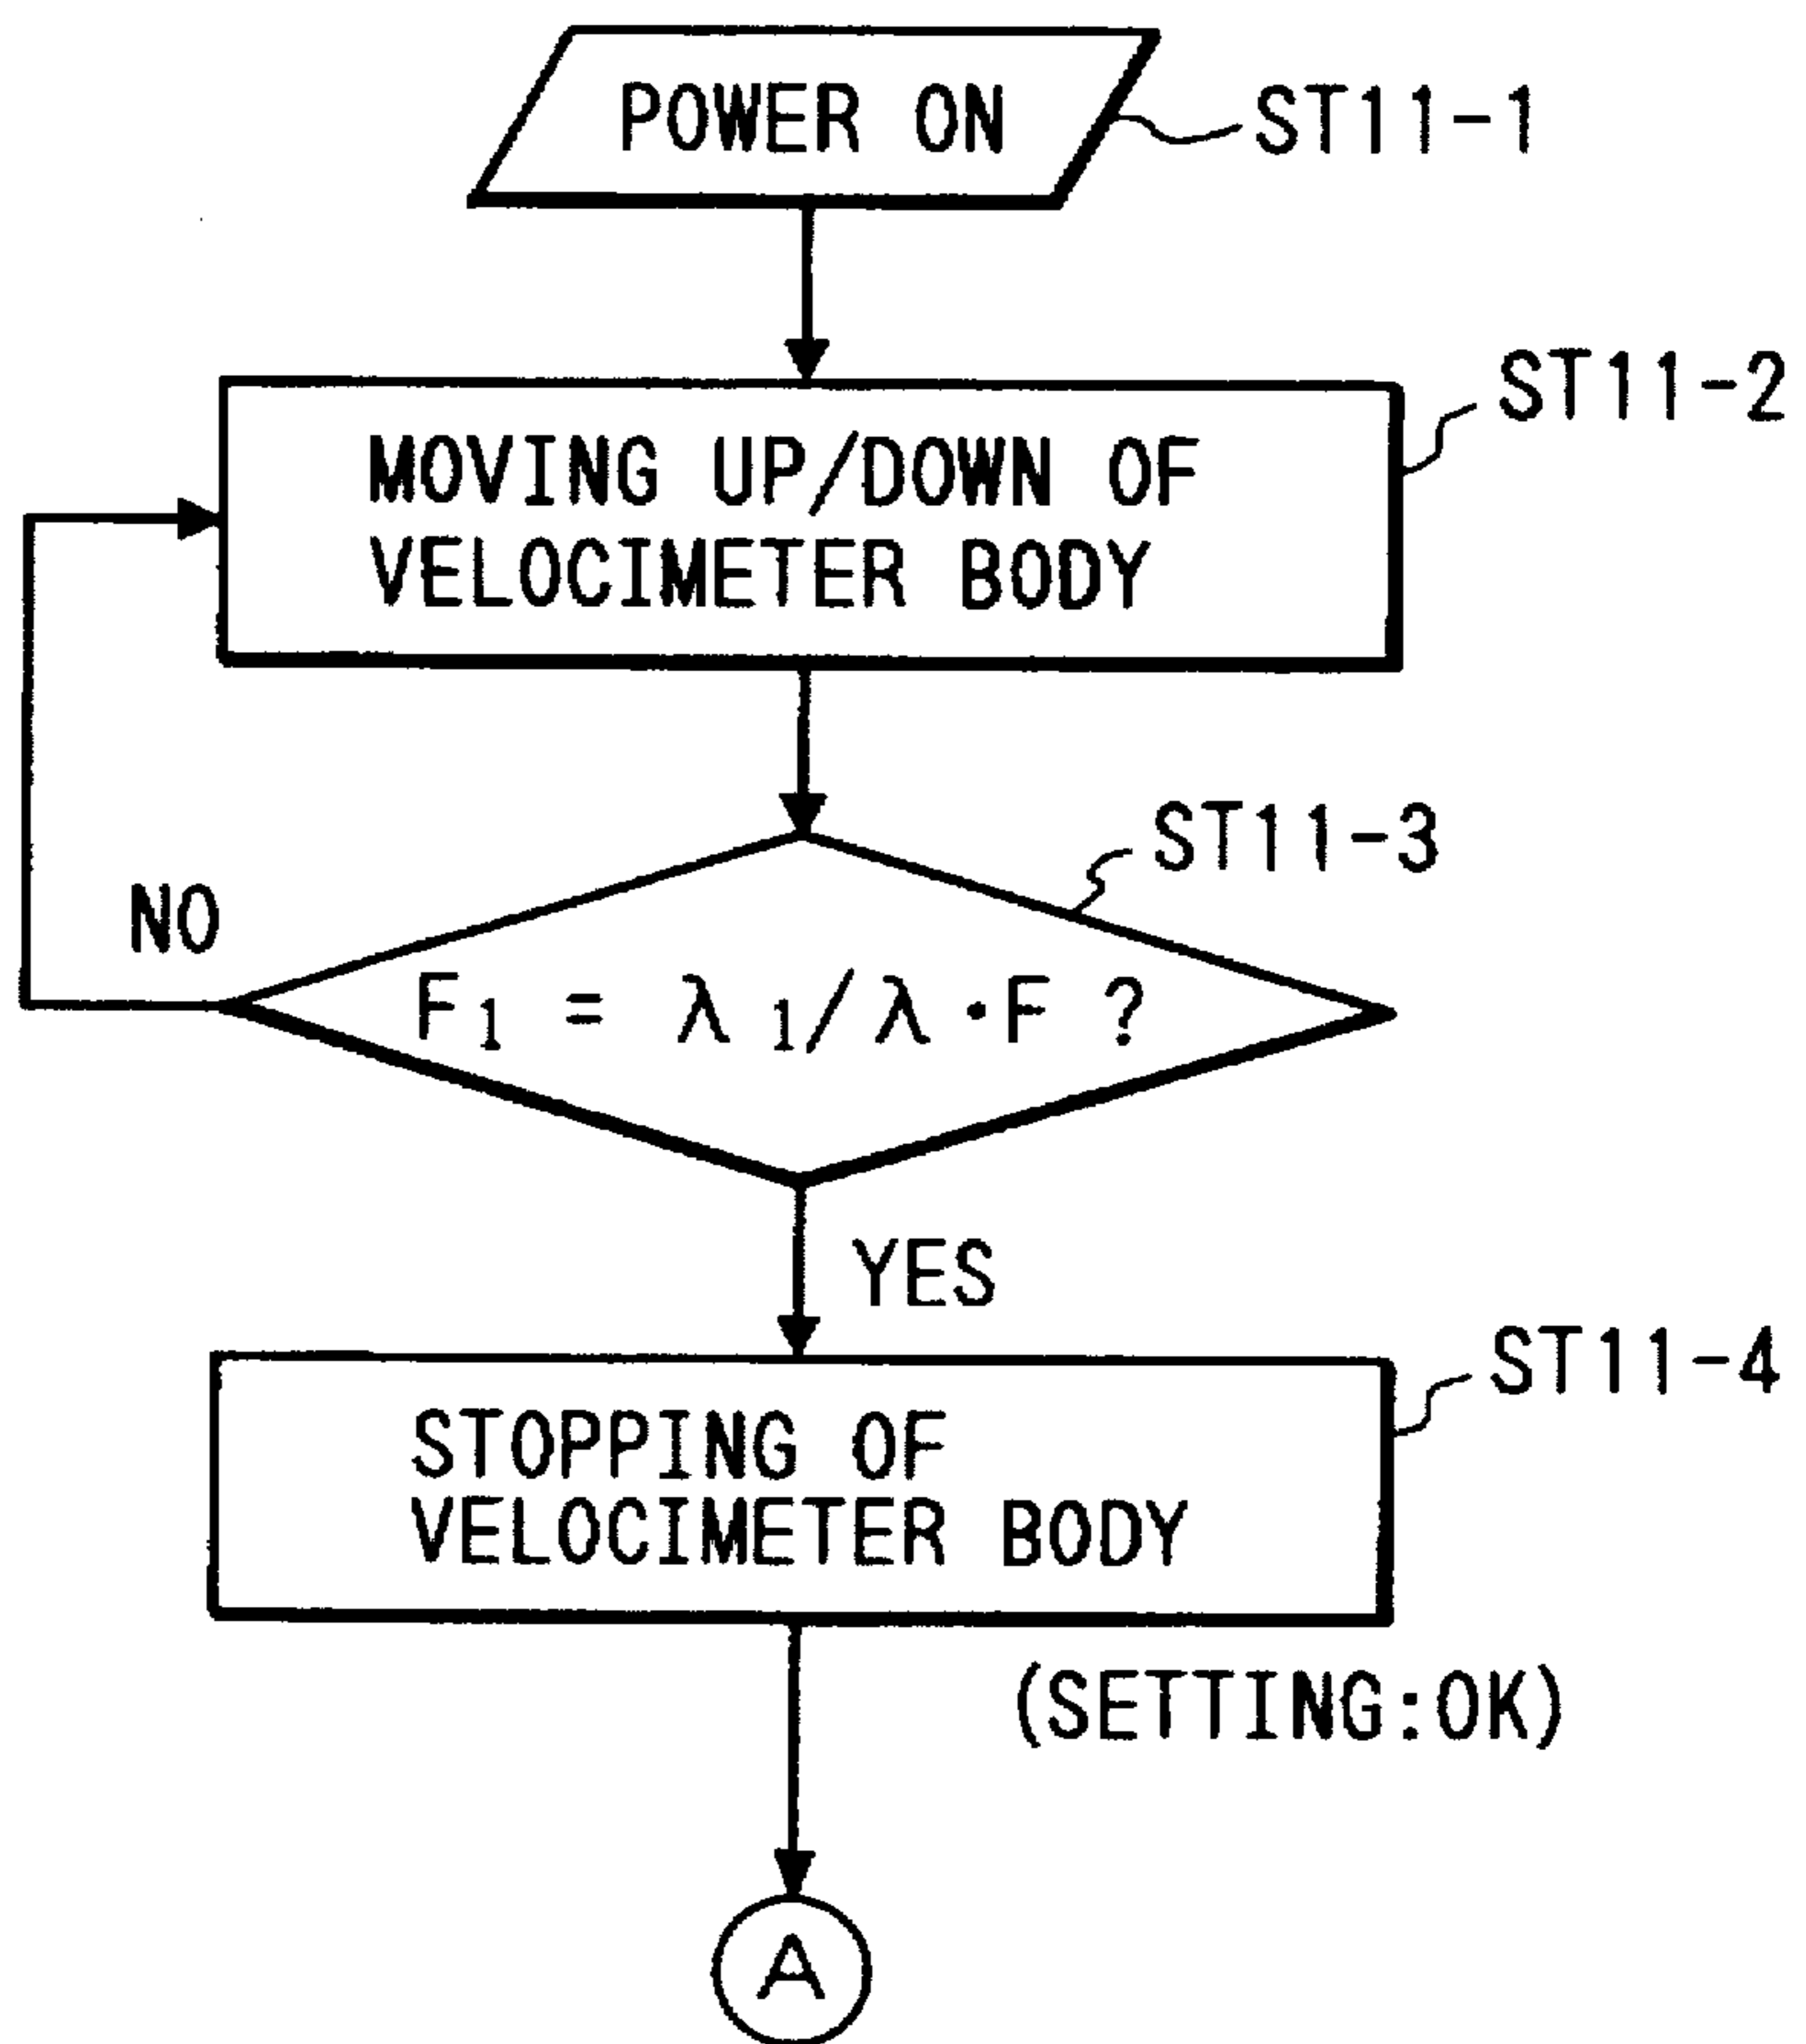 POWER ON
ST11-1
ST11-2
MOVING UP/DOWN OF
VELOCIMETER BODY
ST11-3
NO
F₁ = λ₁/λ·F ?
YES
ST11-4
STOPPING OF
VELOCIMETER BODY
(SETTING:OK)
A